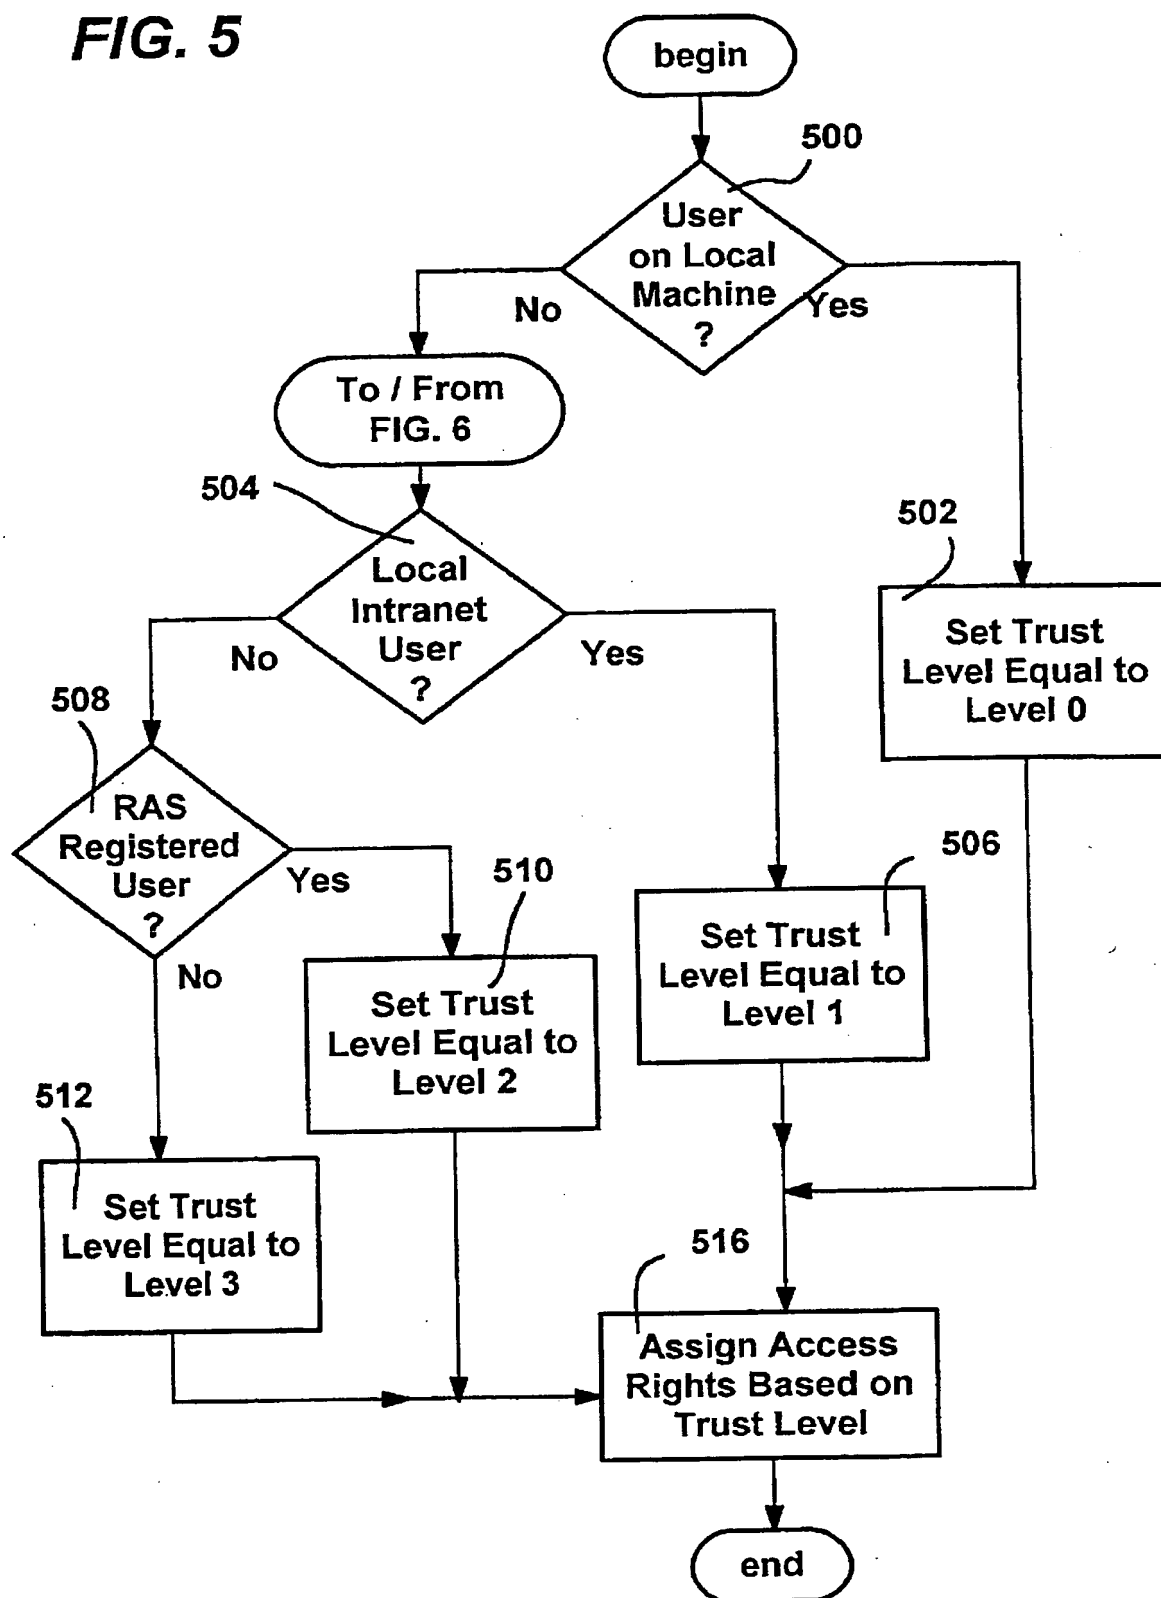 FIG. 5
begin
500
User
on Local
Machine
?
No
Yes
To / From
FIG. 6
504
Local
Intranet
User
?
No
Yes
502
Set Trust
Level Equal to
Level 0
508
RAS
Registered
User
?
Yes
No
510
Set Trust
Level Equal to
Level 2
506
Set Trust
Level Equal to
Level 1
512
Set Trust
Level Equal to
Level 3
516
Assign Access
Rights Based on
Trust Level
end